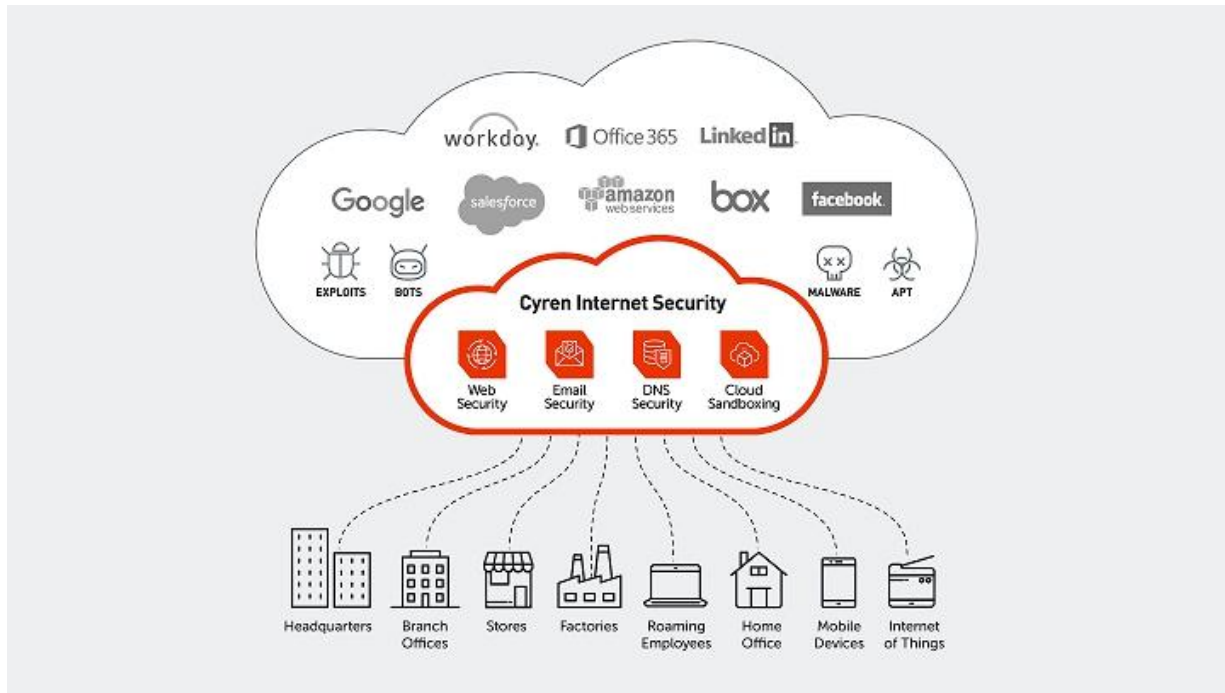 workday.
Office 365
Linked in
Google
salesforce
amazon
web services
box
facebook.
EXPLOITS
BOTS
MALWARE
APT
Cyren Internet Security
Web
Security
Email
Security
DNS
Security
Cloud
Sandboxing
Headquarters
Branch
Offices
Stores
Factories
Roaming
Employees
Home
Office
Mobile
Devices
Internet
of Things